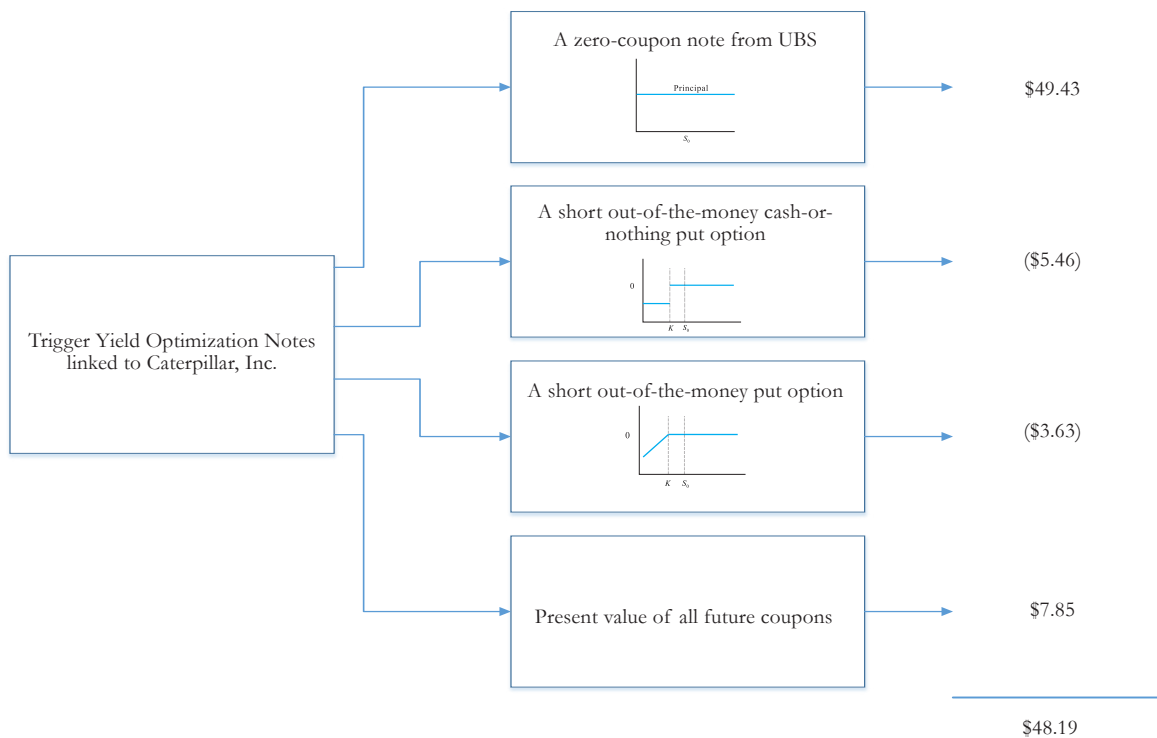 Trigger Yield Optimization Notes
linked to Caterpillar, Inc.
A zero-coupon note from UBS
Principal
S₀
$49.43
A short out-of-the-money cash-or-
nothing put option
0
K S₀
($5.46)
A short out-of-the-money put option
0
K S₀
($3.63)
Present value of all future coupons
$7.85
$48.19